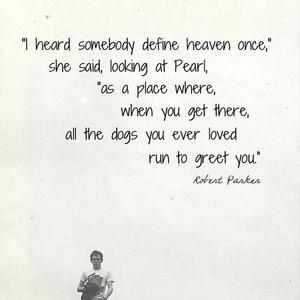 "I heard somebody define heaven once,"
she said, looking at Pearl,
"as a place where,
when you get there,
all the dogs you ever loved
run to greet you."
Robert Parker